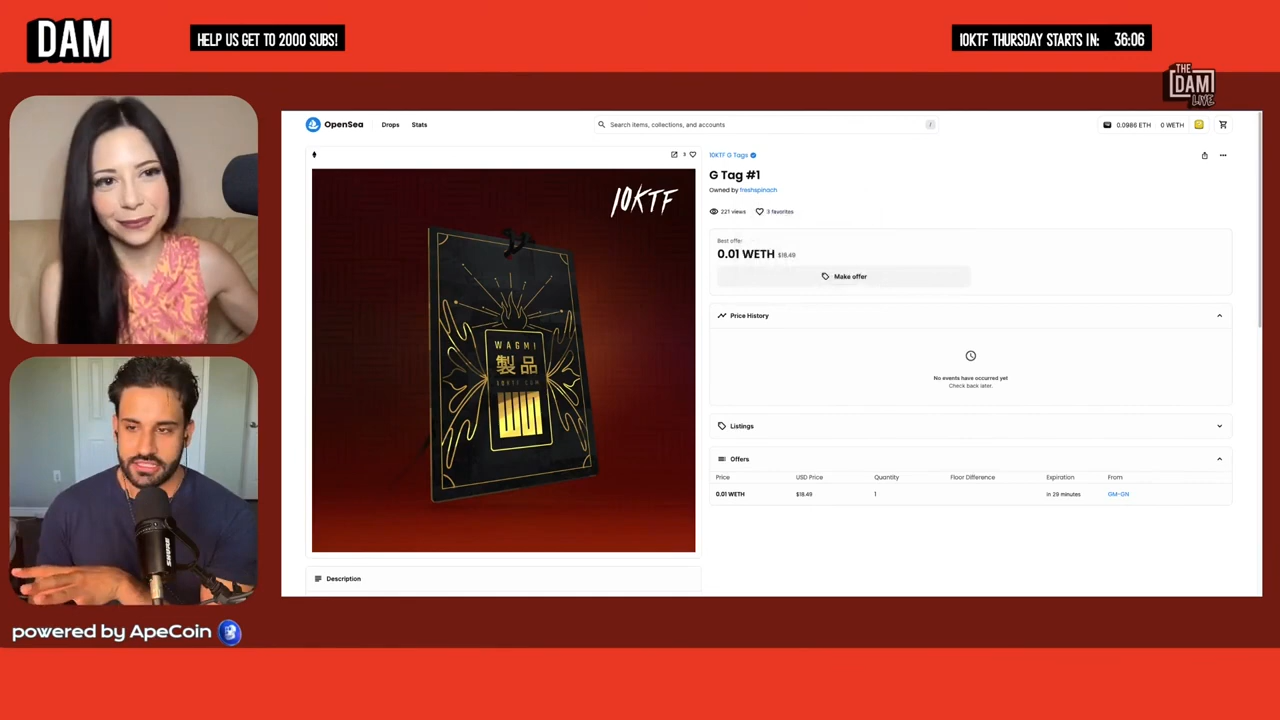 DAM
HELP US GET TO 2000 SUBS!
10KTF THURSDAY STARTS IN: 36:06
THE
DAM
LIVE
OpenSea
Drops
Stats
Search items, collections, and accounts
/
0.0986 ETH
0 WETH
3
10KTF G Tags
G Tag #1
Owned by freshspinach
221 views
3 favorites
10KTF
WAGMI
製品
10KTF.COM
Best offer
0.01 WETH $18.49
Make offer
Price History
No events have occurred yet
Check back later.
Listings
Offers
Price USD Price Quantity Floor Difference Expiration From
0.01 WETH $18.49 1 in 29 minutes GM-GN
Description
SHURE
powered by ApeCoin